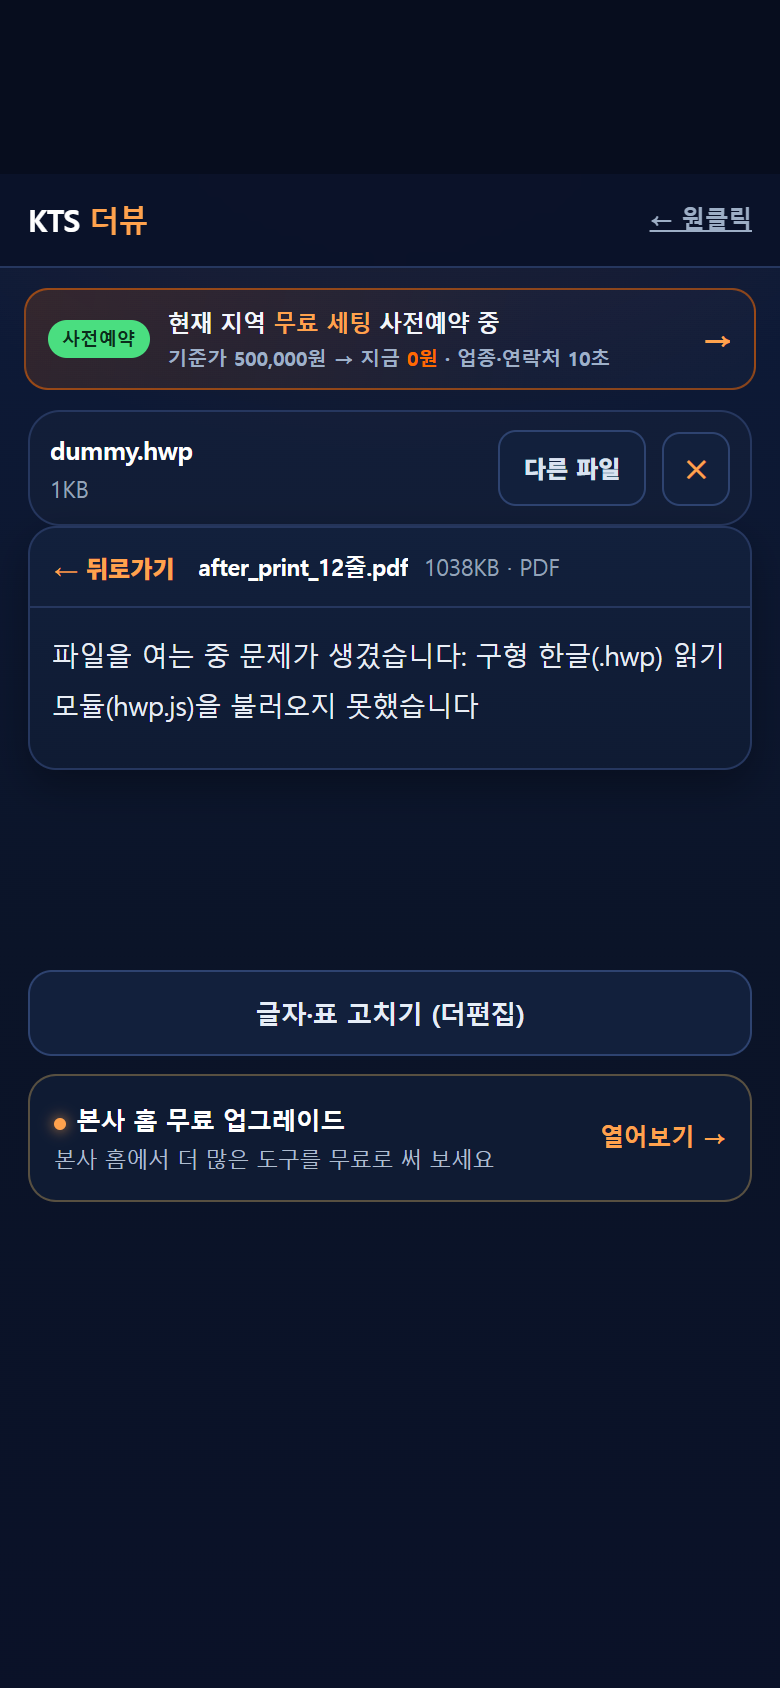 KTS 더뷰
← 원클릭
사전예약
현재 지역 무료 세팅 사전예약 중
기준가 500,000원 → 지금 0원 · 업종·연락처 10초
→
dummy.hwp
1KB
다른 파일
×
← 뒤로가기 after_print_12줄.pdf 1038KB · PDF
파일을 여는 중 문제가 생겼습니다: 구형 한글(.hwp) 읽기
모듈(hwp.js)을 불러오지 못했습니다
글자·표 고치기 (더편집)
본사 홈 무료 업그레이드
본사 홈에서 더 많은 도구를 무료로 써 보세요
열어보기 →